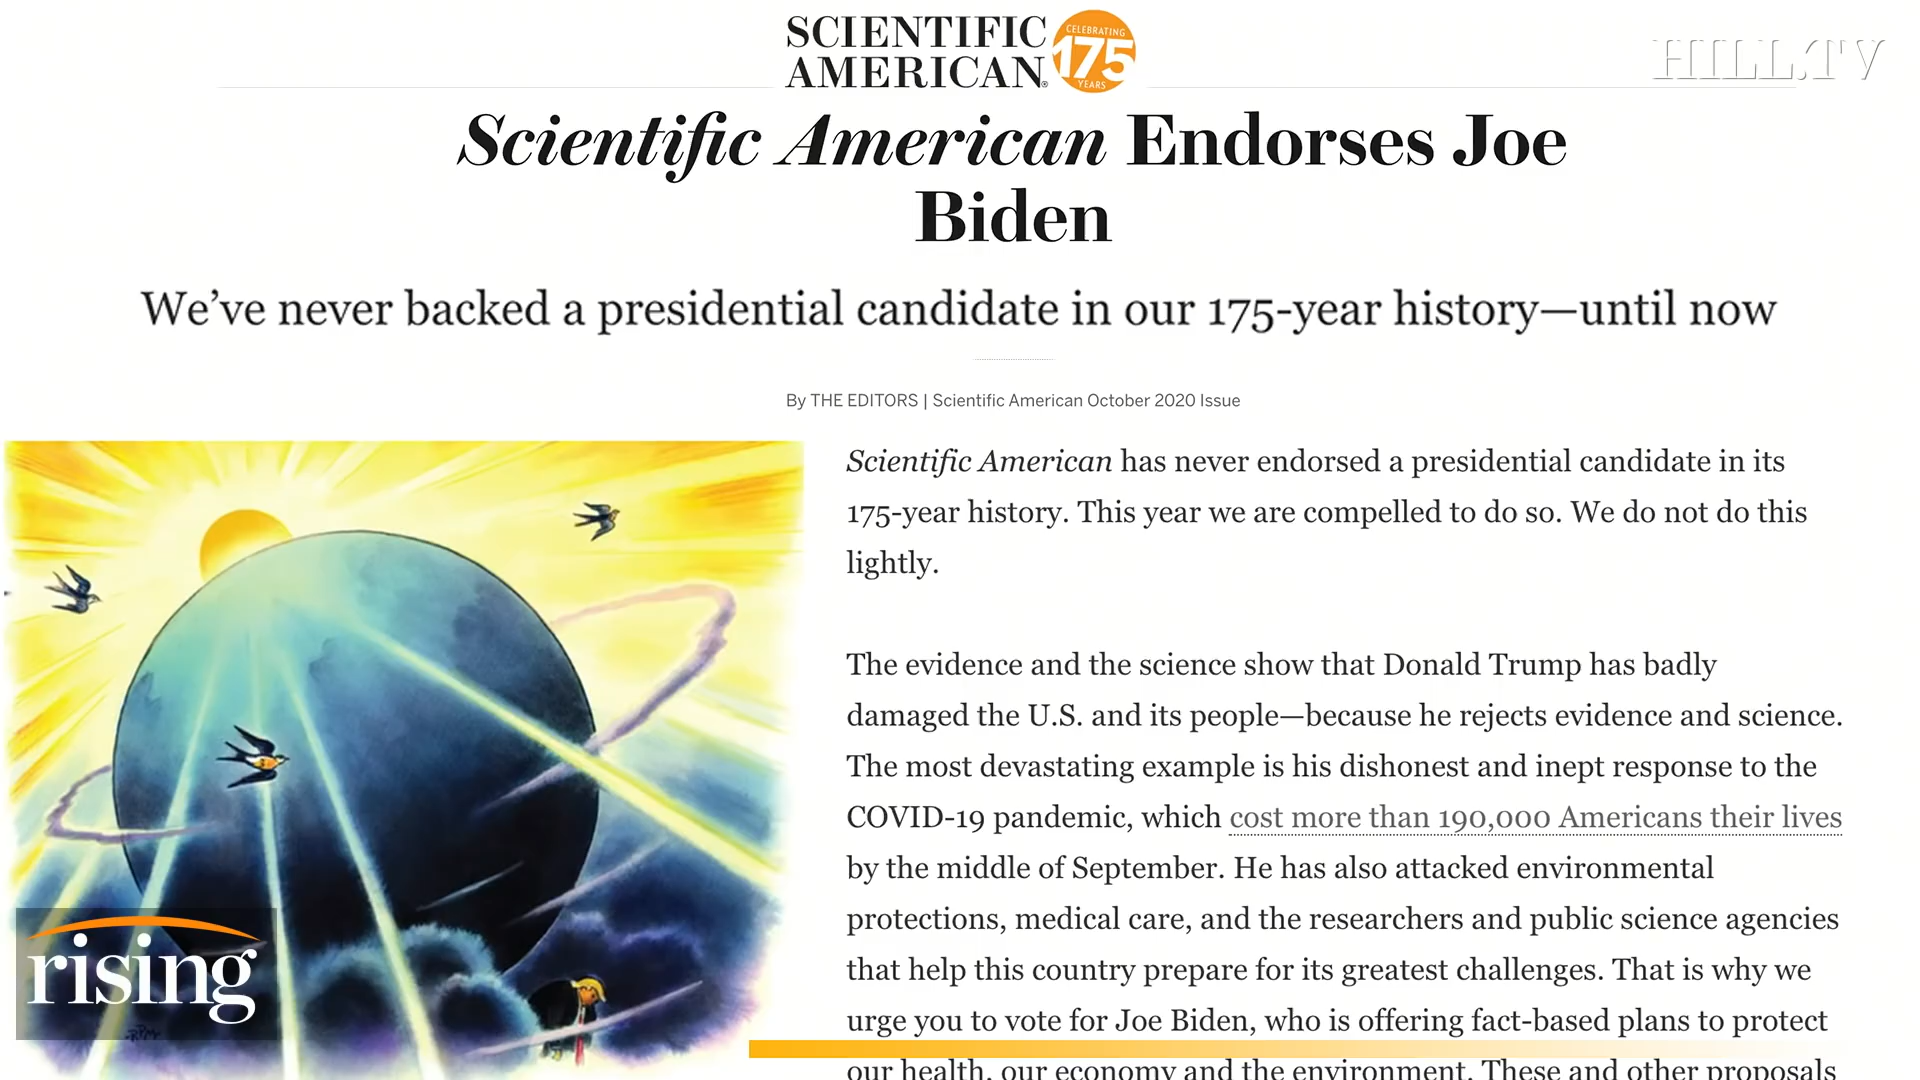 SCIENTIFIC
AMERICAN®
CELEBRATING
175
YEARS
HILL.TV
Scientific American Endorses Joe
Biden
We’ve never backed a presidential candidate in our 175-year history—until now
By THE EDITORS | Scientific American October 2020 Issue
Scientific American has never endorsed a presidential candidate in its
175-year history. This year we are compelled to do so. We do not do this
lightly.
The evidence and the science show that Donald Trump has badly
damaged the U.S. and its people—because he rejects evidence and science.
The most devastating example is his dishonest and inept response to the
COVID-19 pandemic, which cost more than 190,000 Americans their lives
by the middle of September. He has also attacked environmental
protections, medical care, and the researchers and public science agencies
that help this country prepare for its greatest challenges. That is why we
urge you to vote for Joe Biden, who is offering fact-based plans to protect
our health, our economy and the environment. These and other proposals
rising